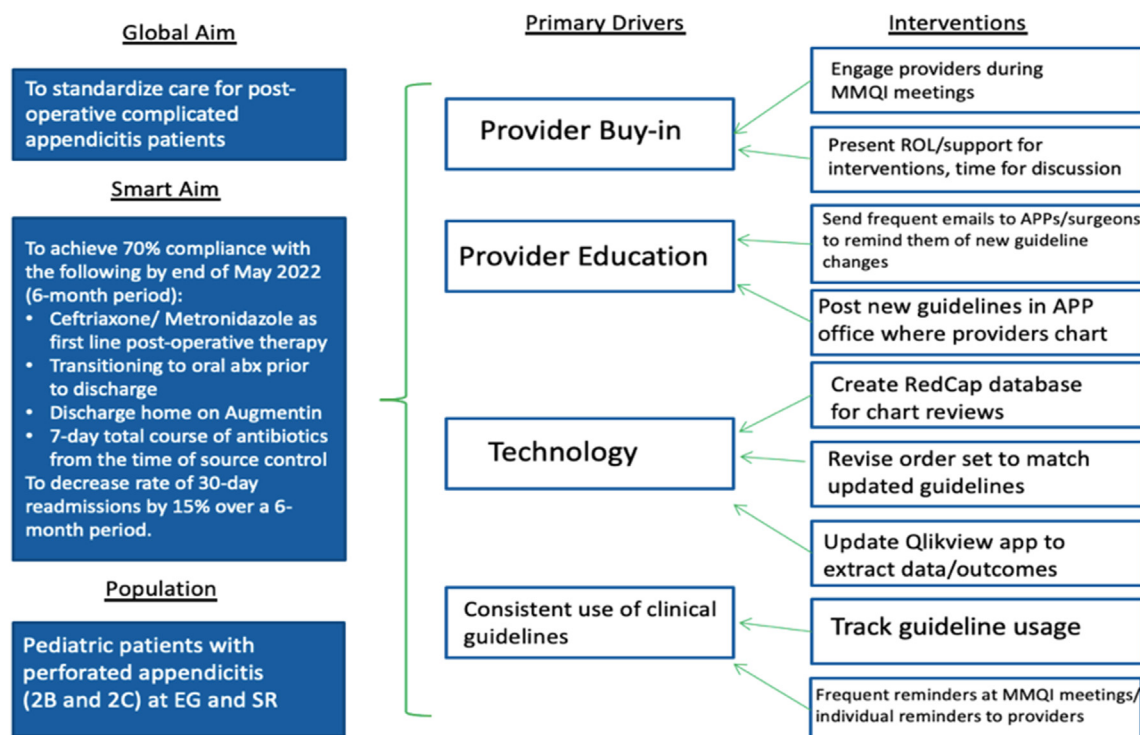 Global Aim
To standardize care for post-
operative complicated
appendicitis patients
Smart Aim
To achieve 70% compliance with
the following by end of May 2022
(6-month period):
• Ceftriaxone/ Metronidazole as
first line post-operative therapy
• Transitioning to oral abx prior
to discharge
• Discharge home on Augmentin
• 7-day total course of antibiotics
from the time of source control
To decrease rate of 30-day
readmissions by 15% over a 6-
month period.
Population
Pediatric patients with
perforated appendicitis
(2B and 2C) at EG and SR
Primary Drivers
Provider Buy-in
Provider Education
Technology
Consistent use of clinical
guidelines
Interventions
Engage providers during
MMQI meetings
Present ROL/support for
interventions, time for discussion
Send frequent emails to APPs/surgeons
to remind them of new guideline
changes
Post new guidelines in APP
office where providers chart
Create RedCap database
for chart reviews
Revise order set to match
updated guidelines
Update Qlikview app to
extract data/outcomes
Track guideline usage
Frequent reminders at MMQI meetings/
individual reminders to providers